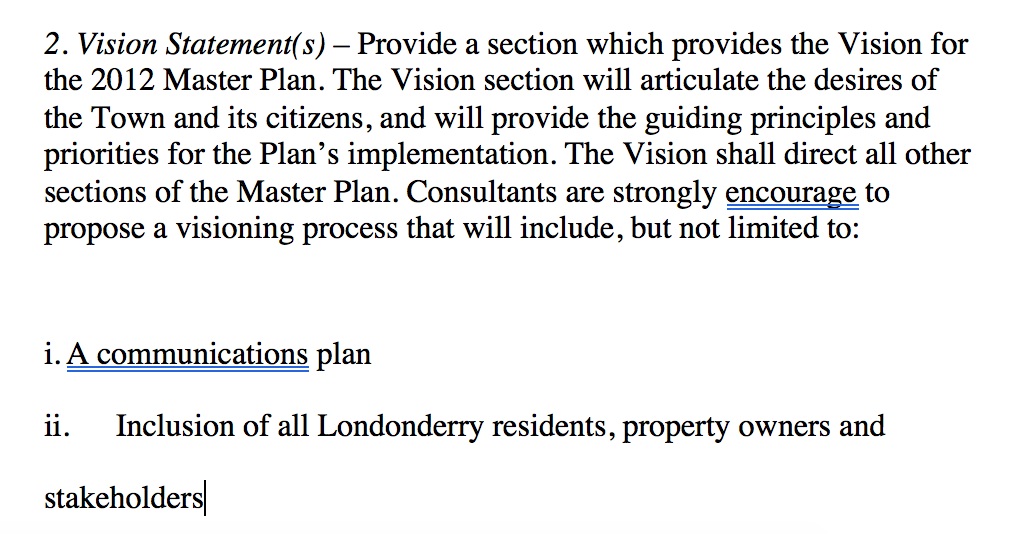 2. Vision Statement(s) – Provide a section which provides the Vision for
the 2012 Master Plan. The Vision section will articulate the desires of
the Town and its citizens, and will provide the guiding principles and
priorities for the Plan’s implementation. The Vision shall direct all other
sections of the Master Plan. Consultants are strongly encourage to
propose a visioning process that will include, but not limited to:
i. A communications plan
ii. Inclusion of all Londonderry residents, property owners and
stakeholders